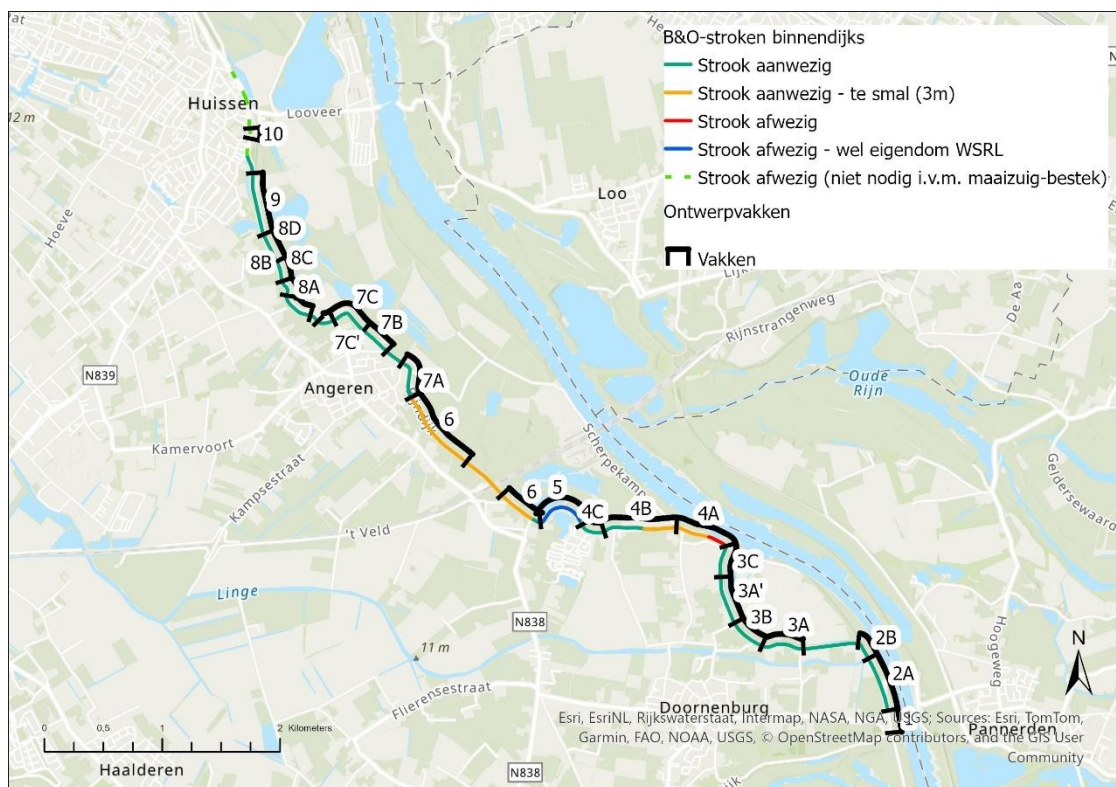 B&O-stroken binnendijks
Strook aanwezig
Strook aanwezig - te smal (3m)
Strook afwezig
Strook afwezig - wel eigendom WSRL
Strook afwezig (niet nodig i.v.m. maaizuig-bestek)
Ontwerpvakken
Vakken
Huissen
12 m
Looveer
10
Loo
Hoeve
9
8D
8B
8C
8A
7C
7B
7C'
Rijnstrangenweg
De Aa
N839
Angeren
7A
Oude
Rijn
6
Kamervoort
Scherpekamp
Kampsestraat
Geldersewaard
6
5
4C
4B
4A
't Veld
3C
3A'
Linge
3B
3A
N838
2B
Hoogeweg
N
11 m
2A
Flierensestraat
Doornenburg
Pannerden
0
0.5
1
2 Kilometers
Haalderen
N838
Esri, EsriNL, Rijkswaterstaat, Intermap, NASA, NGA, USGS; Sources: Esri, TomTom,
Garmin, FAO, NOAA, USGS, © OpenStreetMap contributors, and the GIS User
Community